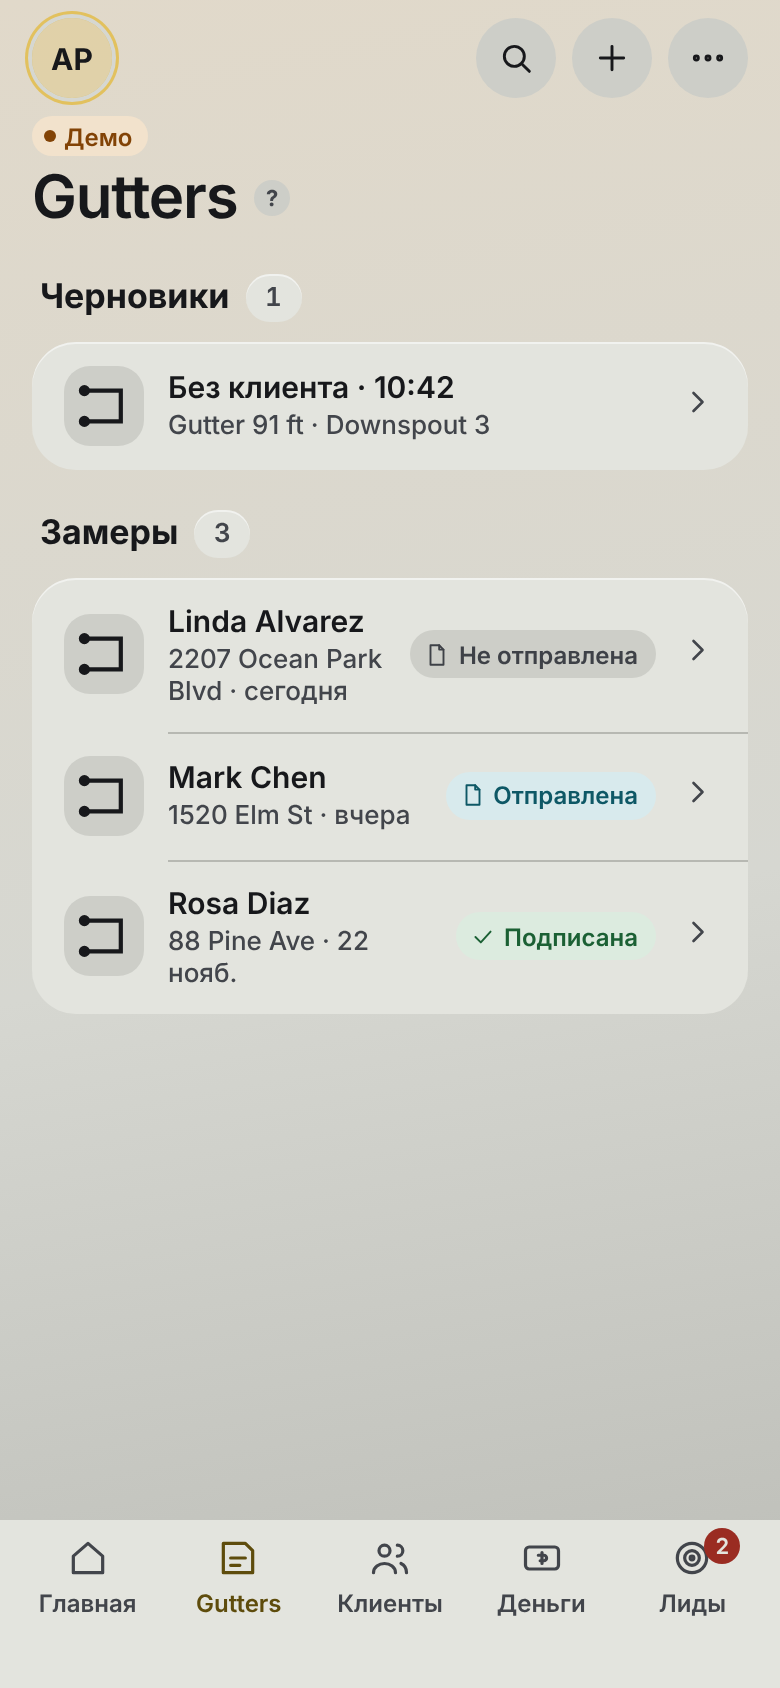 AP
Демо
Gutters ?
Черновики 1
Без клиента · 10:42
Gutter 91 ft · Downspout 3
Замеры 3
Linda Alvarez
2207 Ocean Park
Blvd · сегодня
Не отправлена
Mark Chen
1520 Elm St · вчера
Отправлена
Rosa Diaz
88 Pine Ave · 22
нояб.
Подписана
2
Главная
Gutters
Клиенты
Деньги
Лиды